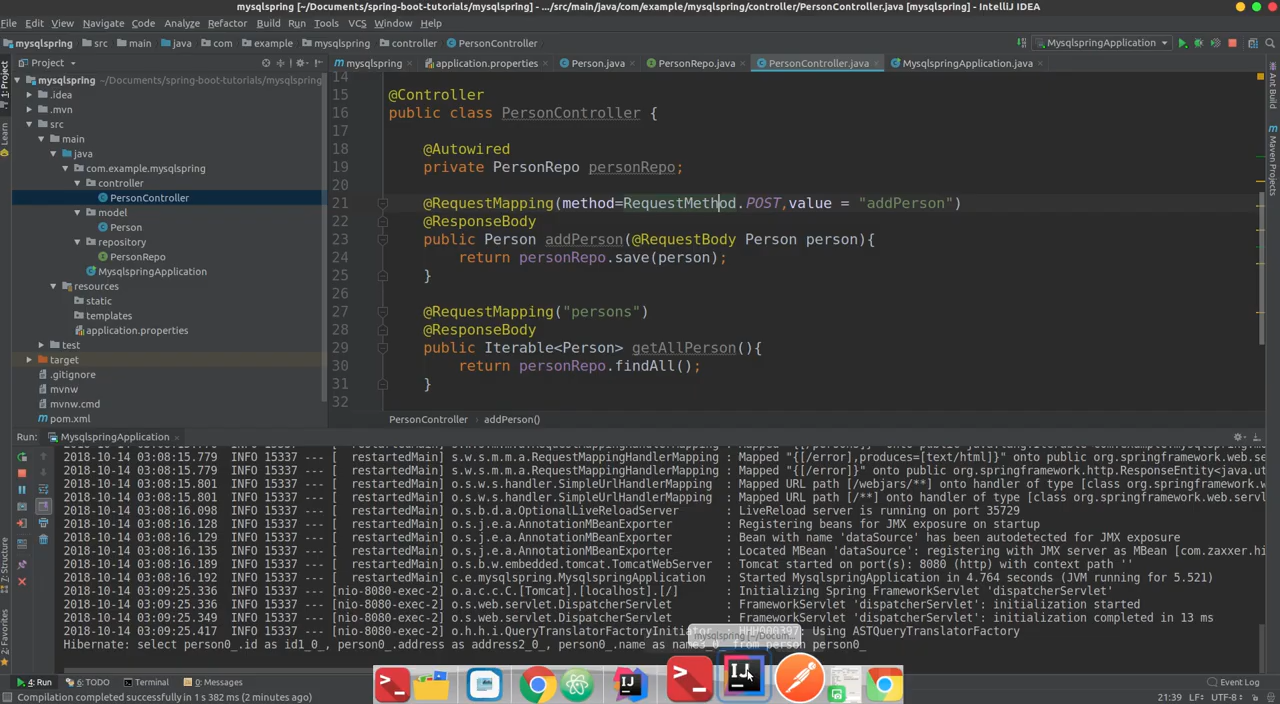 mysqlspring [~/Documents/spring-boot-tutorials/mysqlspring] - .../src/main/java/com/example/mysqlspring/controller/PersonController.java [mysqlspring] - IntelliJ IDEA
File Edit View Navigate Code Analyze Refactor Build Run Tools VCS Window Help
mysqlspring src main java com example mysqlspring controller PersonController MysqlspringApplication
Project mysqlspring application.properties Person.java PersonRepo.java PersonController.java MysqlspringApplication.java
1: Project
Learn
7: Structure
Favorites
Ant Build
Maven Projects
mysqlspring ~/Documents/spring-boot-tutorials/mysqlspring
.idea
.mvn
src
main
java
com.example.mysqlspring
controller
PersonController
model
Person
repository
PersonRepo
MysqlspringApplication
resources
static
templates
application.properties
test
target
.gitignore
mvnw
mvnw.cmd
pom.xml
14
15 @Controller
16 public class PersonController {
17
18 @Autowired
19 private PersonRepo personRepo;
20
21 @RequestMapping(method=RequestMethod.POST,value = "addPerson")
22 @ResponseBody
23 public Person addPerson(@RequestBody Person person){
24 return personRepo.save(person);
25 }
26
27 @RequestMapping("persons")
28 @ResponseBody
29 public Iterable<Person> getAllPerson(){
30 return personRepo.findAll();
31 }
32
PersonController addPerson()
Run: MysqlspringApplication
2018-10-14 03:08:15.779 INFO 15337 --- [ restartedMain] s.w.s.m.m.a.RequestMappingHandlerMapping : Mapped "{[/error],produces=[text/html]}" onto public org.springframework.web.se
2018-10-14 03:08:15.779 INFO 15337 --- [ restartedMain] s.w.s.m.m.a.RequestMappingHandlerMapping : Mapped "{[/error]}" onto public org.springframework.http.ResponseEntity<java.ut
2018-10-14 03:08:15.801 INFO 15337 --- [ restartedMain] o.s.w.s.handler.SimpleUrlHandlerMapping : Mapped URL path [/webjars/**] onto handler of type [class org.springframework.we
2018-10-14 03:08:15.801 INFO 15337 --- [ restartedMain] o.s.w.s.handler.SimpleUrlHandlerMapping : Mapped URL path [/**] onto handler of type [class org.springframework.web.servl
2018-10-14 03:08:16.098 INFO 15337 --- [ restartedMain] o.s.b.d.a.OptionalLiveReloadServer : LiveReload server is running on port 35729
2018-10-14 03:08:16.128 INFO 15337 --- [ restartedMain] o.s.j.e.a.AnnotationMBeanExporter : Registering beans for JMX exposure on startup
2018-10-14 03:08:16.130 INFO 15337 --- [ restartedMain] o.s.j.e.a.AnnotationMBeanExporter : Bean with name 'dataSource' has been autodetected for JMX exposure
2018-10-14 03:08:16.135 INFO 15337 --- [ restartedMain] o.s.j.e.a.AnnotationMBeanExporter : Located MBean 'dataSource': registering with JMX server as MBean [com.zaxxer.hi
2018-10-14 03:08:16.191 INFO 15337 --- [ restartedMain] o.s.b.w.embedded.tomcat.TomcatWebServer : Tomcat started on port(s): 8080 (http) with context path ''
2018-10-14 03:08:16.192 INFO 15337 --- [ restartedMain] c.e.mysqlspring.MysqlspringApplication : Started MysqlspringApplication in 4.764 seconds (JVM running for 5.521)
2018-10-14 03:09:25.336 INFO 15337 --- [nio-8080-exec-2] o.a.c.c.C.[Tomcat].[localhost].[/] : Initializing Spring FrameworkServlet 'dispatcherServlet'
2018-10-14 03:09:25.336 INFO 15337 --- [nio-8080-exec-2] o.s.web.servlet.DispatcherServlet : FrameworkServlet 'dispatcherServlet': initialization started
2018-10-14 03:09:25.349 INFO 15337 --- [nio-8080-exec-2] o.s.web.servlet.DispatcherServlet : FrameworkServlet 'dispatcherServlet': initialization completed in 13 ms
2018-10-14 03:09:25.417 INFO 15337 --- [nio-8080-exec-2] o.h.h.i.QueryTranslatorFactoryInitiator : HHH000397: Using ASTQueryTranslatorFactory
mysqlspring [~/Docum...
Hibernate: select person0_.id as id1_0_, person0_.address as address2_0_, person0_.name as name3_0_ from person person0_
4: Run 6: TODO Terminal 0: Messages Event Log
Compilation completed successfully in 1 s 382 ms (2 minutes ago) 21:39 LF UTF-8